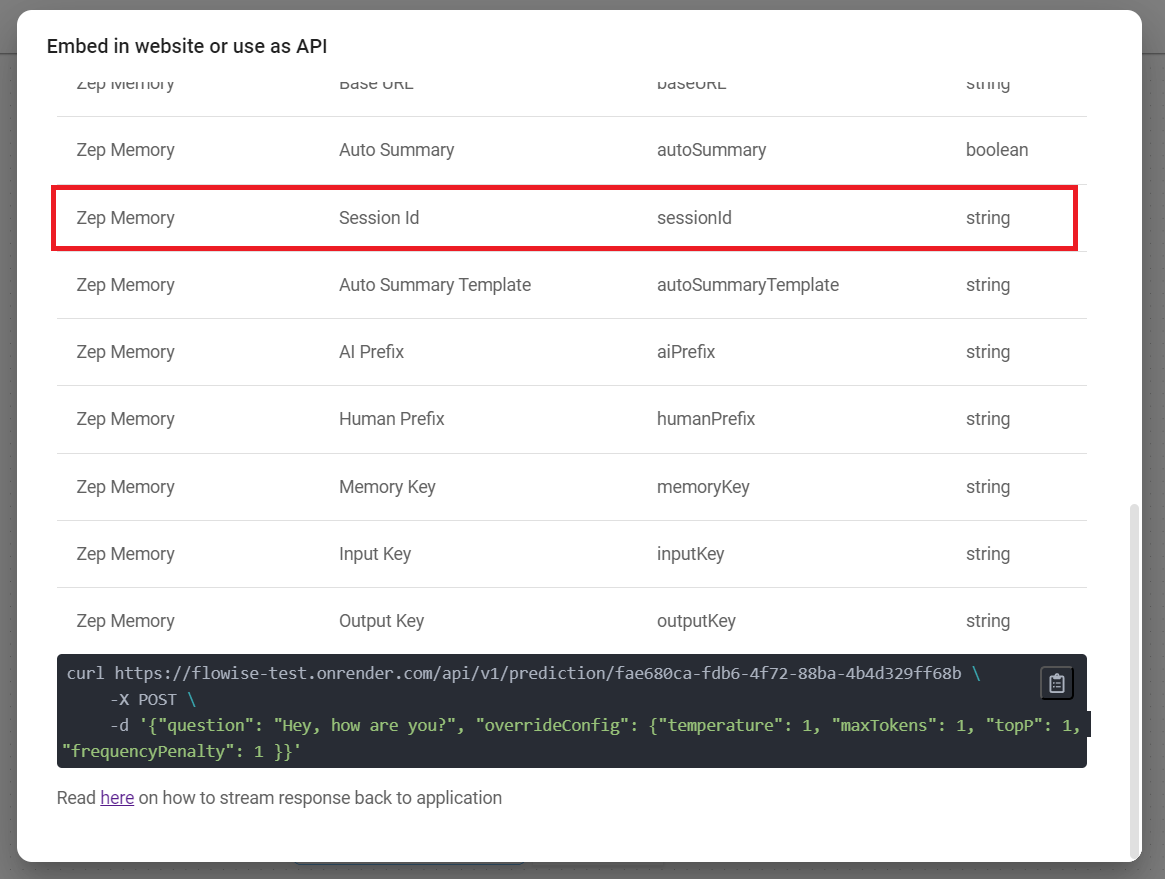 Embed in website or use as API
Zep Memory Base URL baseURL string
Zep Memory Auto Summary autoSummary boolean
Zep Memory Session Id sessionId string
Zep Memory Auto Summary Template autoSummaryTemplate string
Zep Memory AI Prefix aiPrefix string
Zep Memory Human Prefix humanPrefix string
Zep Memory Memory Key memoryKey string
Zep Memory Input Key inputKey string
Zep Memory Output Key outputKey string
curl https://flowise-test.onrender.com/api/v1/prediction/fae680ca-fdb6-4f72-88ba-4b4d329ff68b \
-X POST \
-d '{"question": "Hey, how are you?", "overrideConfig": {"temperature": 1, "maxTokens": 1, "topP": 1,
"frequencyPenalty": 1 }}'
Read here on how to stream response back to application